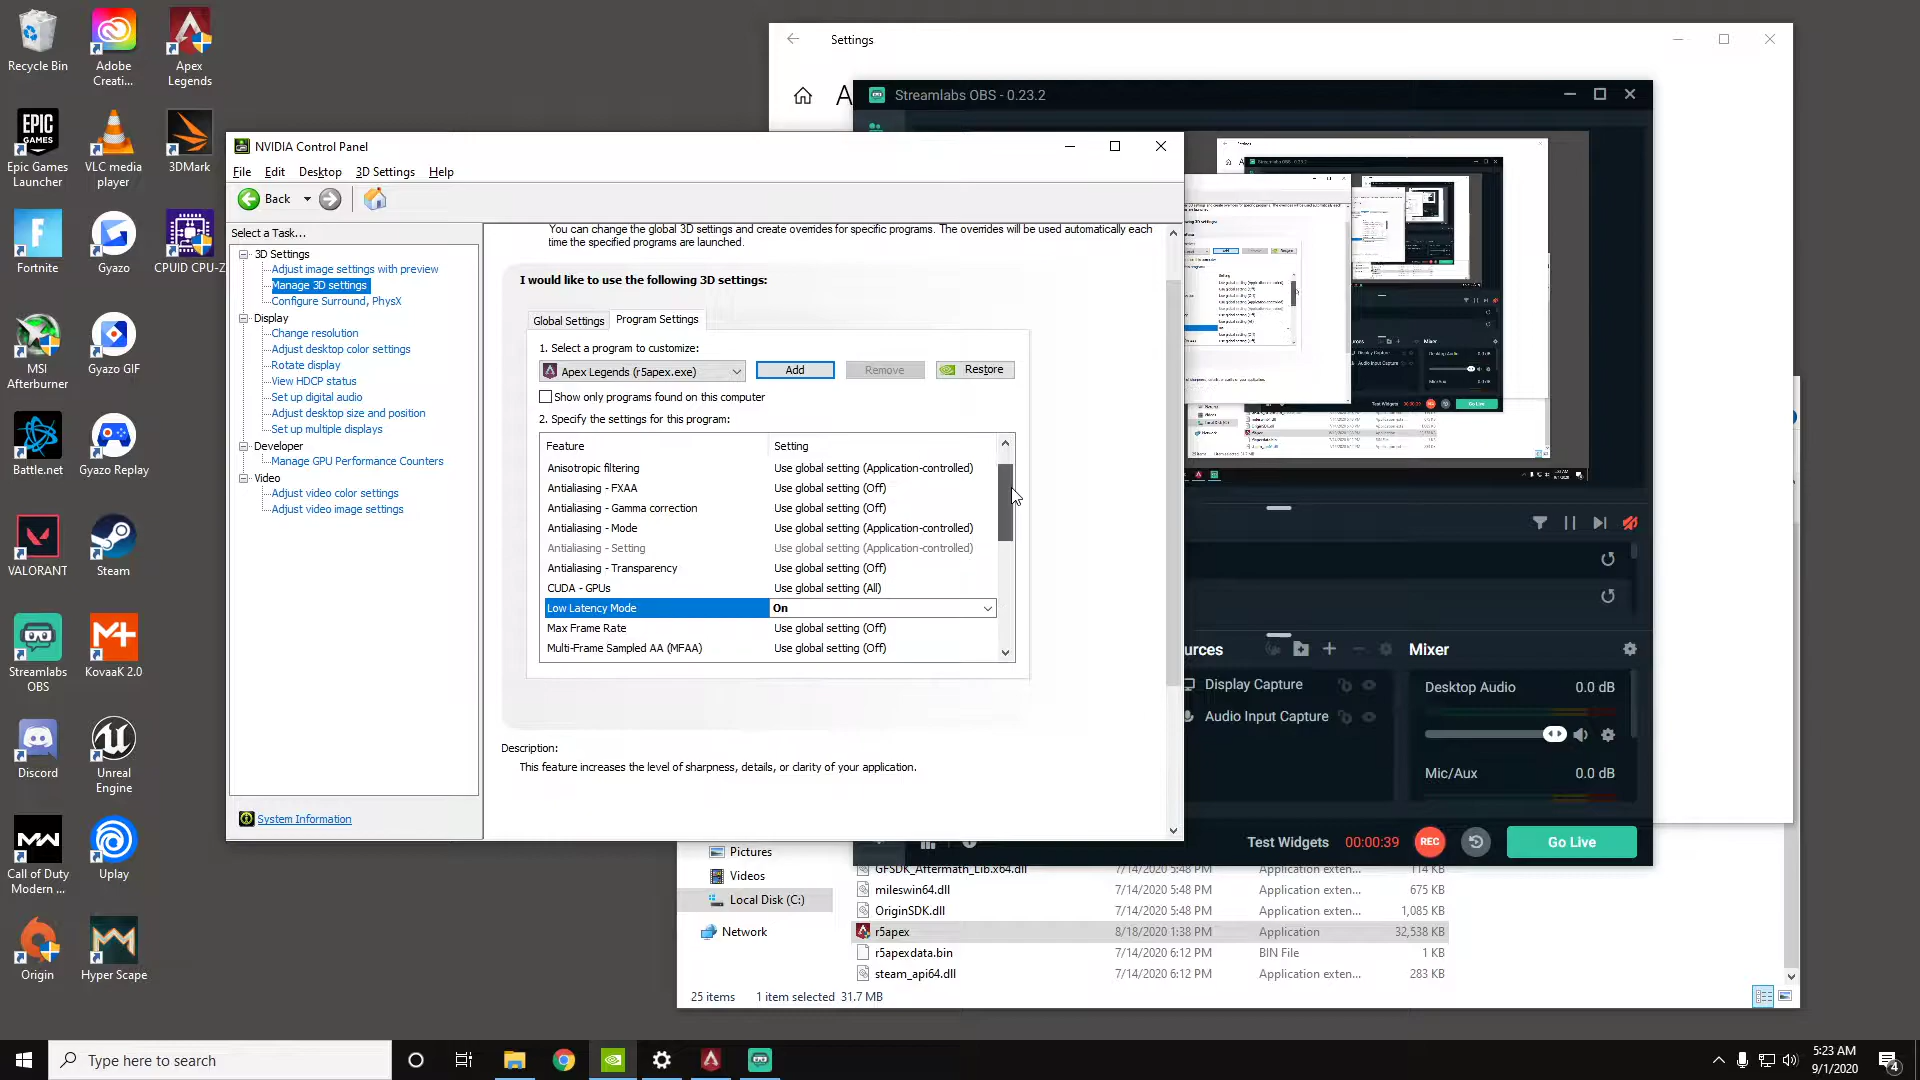 Recycle Bin
Adobe
Creati...
Apex
Legends
EPIC
GAMES
Epic Games
Launcher
VLC media
player
3DMark
Fortnite
Gyazo
CPUID CPU-Z
MSI
Afterburner
Gyazo GIF
Battle.net
Gyazo Replay
VALORANT
Steam
Streamlabs
OBS
KovaaK 2.0
Discord
Unreal
Engine
Call of Duty
Modern ...
Uplay
Origin
Hyper Scape
Settings
Streamlabs OBS - 0.23.2
NVIDIA Control Panel
File Edit Desktop 3D Settings Help
Back
Select a Task...
3D Settings
Adjust image settings with preview
Manage 3D settings
Configure Surround, PhysX
Display
Change resolution
Adjust desktop color settings
Rotate display
View HDCP status
Set up digital audio
Adjust desktop size and position
Set up multiple displays
Developer
Manage GPU Performance Counters
Video
Adjust video color settings
Adjust video image settings
System Information
You can change the global 3D settings and create overrides for specific programs. The overrides will be used automatically each
time the specified programs are launched.
I would like to use the following 3D settings:
Global Settings Program Settings
1. Select a program to customize:
Apex Legends (r5apex.exe) Add Remove Restore
Show only programs found on this computer
2. Specify the settings for this program:
Feature Setting
Anisotropic filtering Use global setting (Application-controlled)
Antialiasing - FXAA Use global setting (Off)
Antialiasing - Gamma correction Use global setting (Off)
Antialiasing - Mode Use global setting (Application-controlled)
Antialiasing - Setting Use global setting (Application-controlled)
Antialiasing - Transparency Use global setting (Off)
CUDA - GPUs Use global setting (All)
Low Latency Mode On
Max Frame Rate Use global setting (Off)
Multi-Frame Sampled AA (MFAA) Use global setting (Off)
Description:
This feature increases the level of sharpness, details, or clarity of your application.
urces Mixer
Display Capture
Audio Input Capture
Desktop Audio 0.0 dB
Mic/Aux 0.0 dB
Test Widgets 00:00:39 REC Go Live
Pictures
Videos
Local Disk (C:)
Network
GFSDK_Aftermath_Lib.x64.dll 7/14/2020 5:48 PM Application exten... 114 KB
mileswin64.dll 7/14/2020 5:48 PM Application exten... 675 KB
OriginSDK.dll 7/14/2020 5:48 PM Application exten... 1,085 KB
r5apex 8/18/2020 1:38 PM Application 32,538 KB
r5apexdata.bin 7/14/2020 6:12 PM BIN File 1 KB
steam_api64.dll 7/14/2020 6:12 PM Application exten... 283 KB
25 items 1 item selected 31.7 MB
Type here to search
5:23 AM
9/1/2020
4